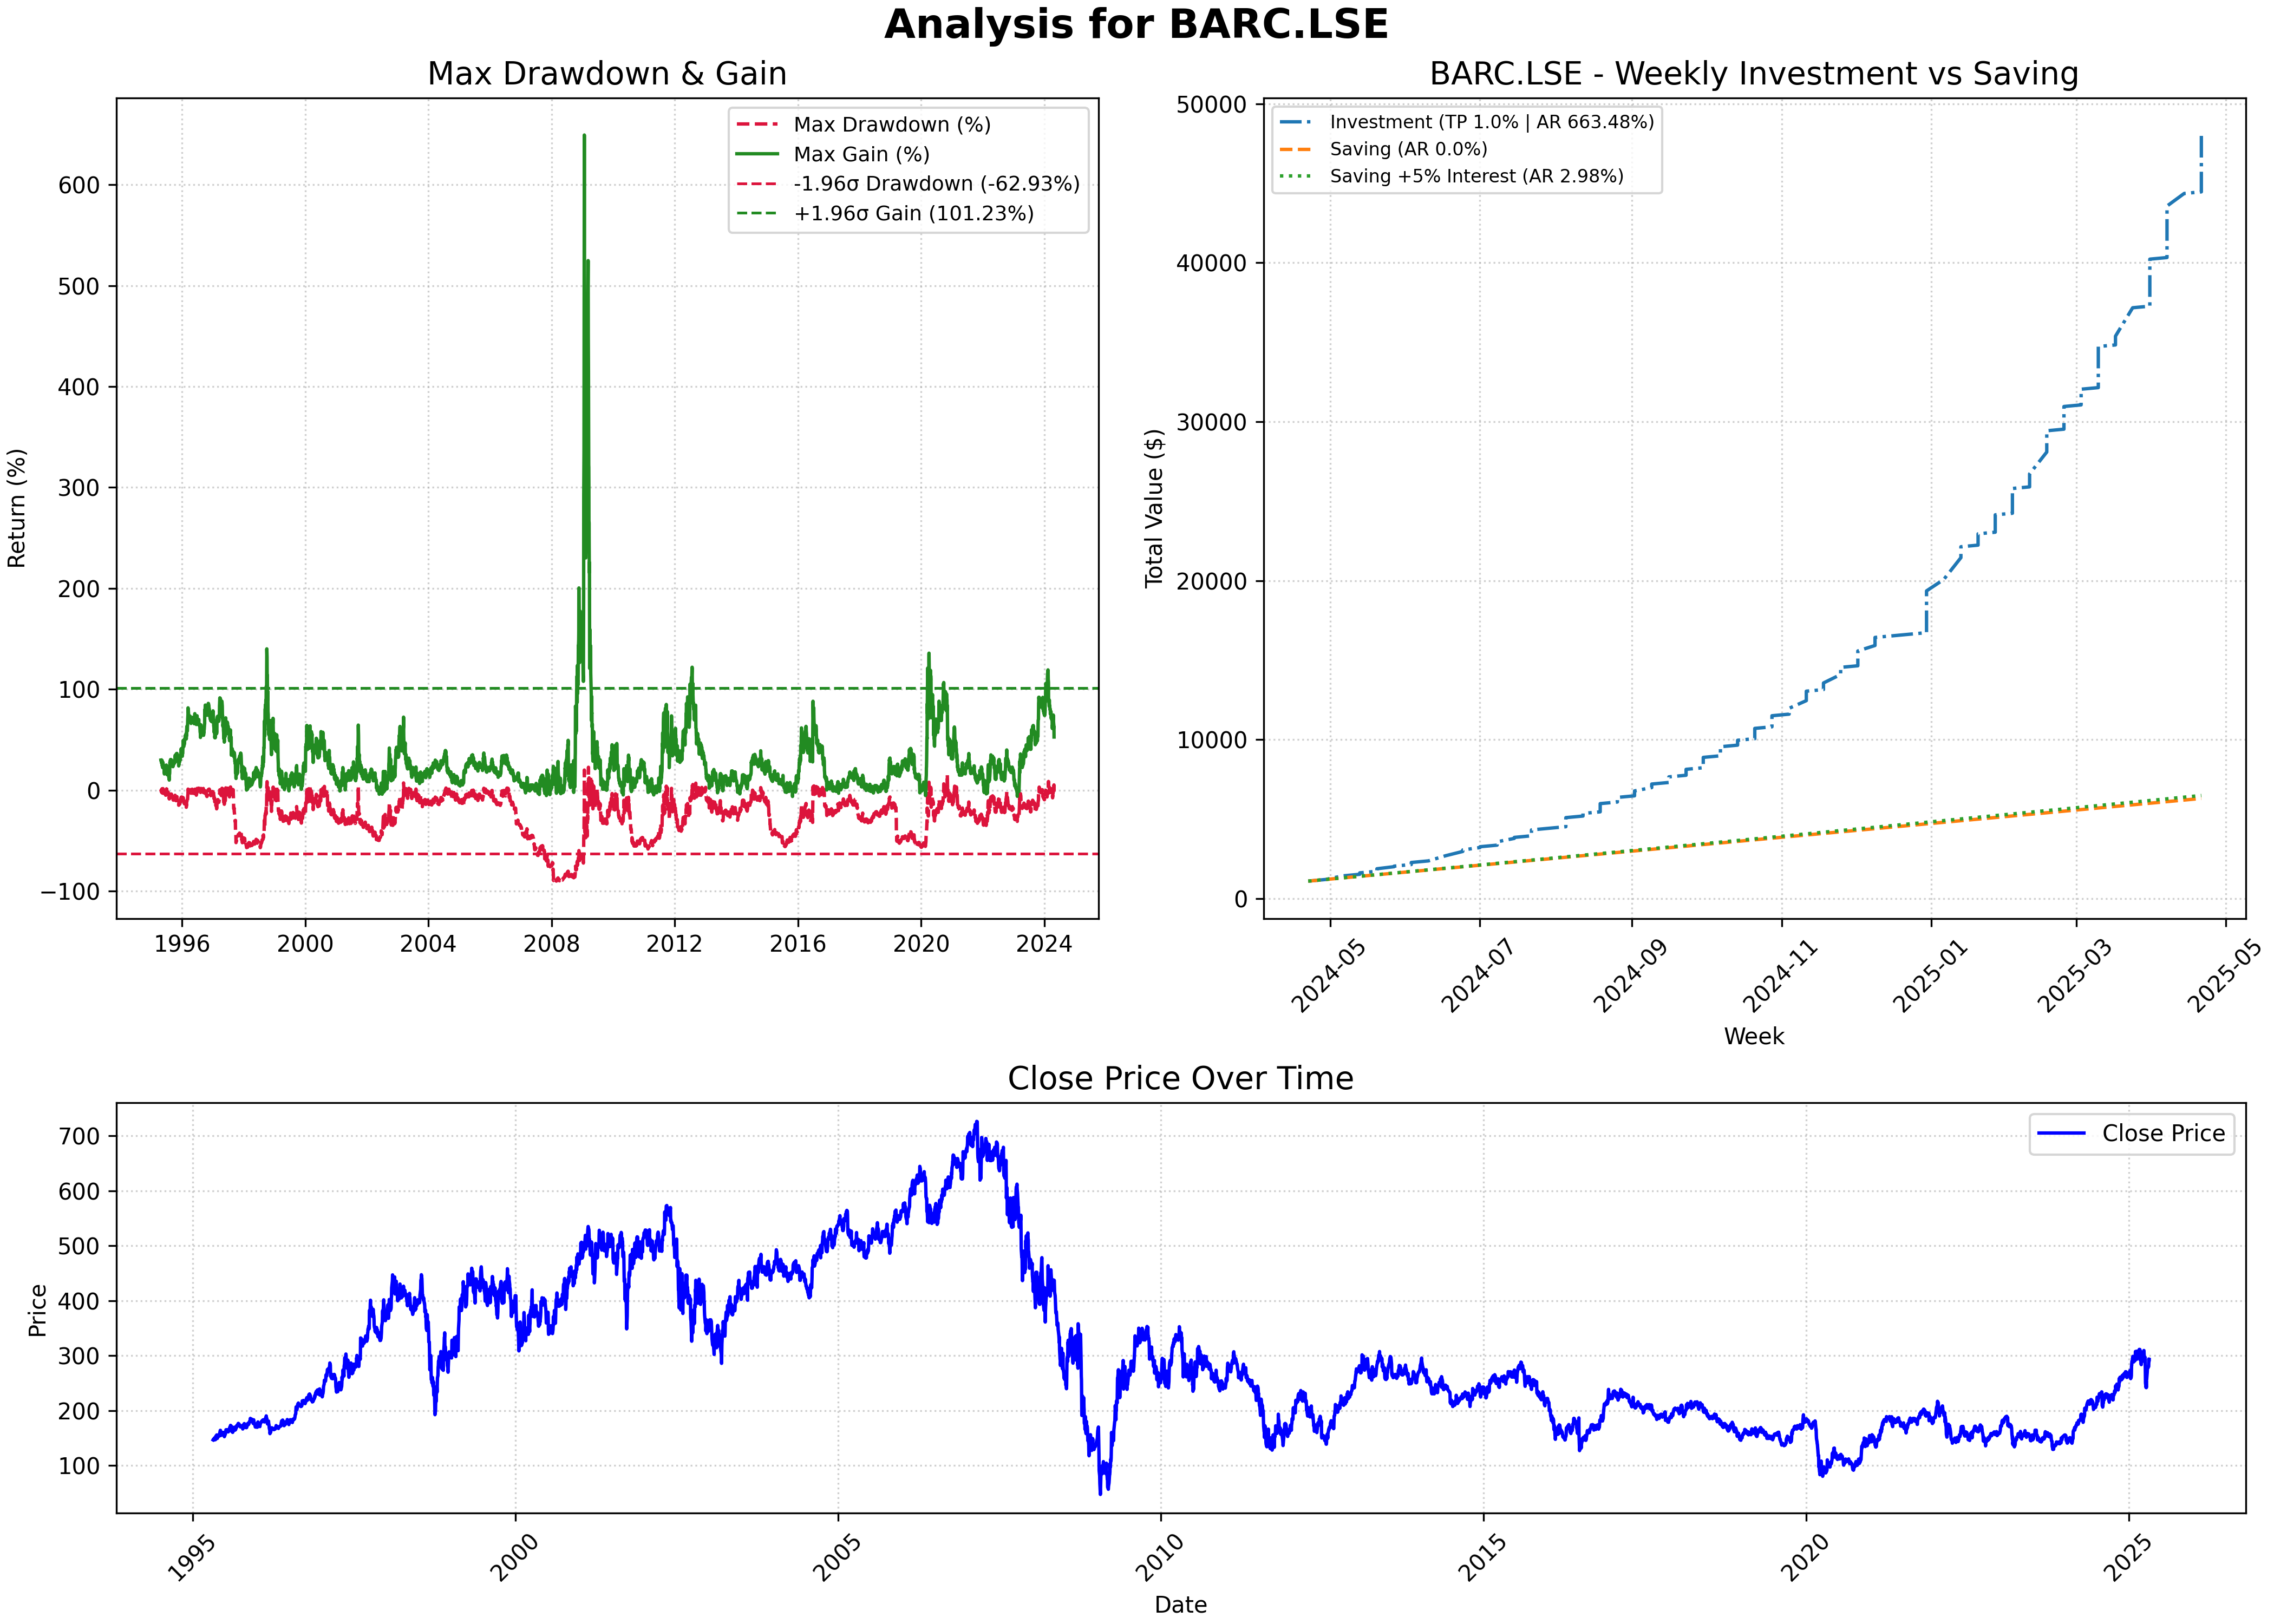 Analysis for BARC.LSE
Max Drawdown & Gain
Return (%)
600
500
400
300
200
100
0
−100
1996 2000 2004 2008 2012 2016 2020 2024
Max Drawdown (%)
Max Gain (%)
-1.96σ Drawdown (-62.93%)
+1.96σ Gain (101.23%)
BARC.LSE - Weekly Investment vs Saving
Total Value ($)
50000
40000
30000
20000
10000
0
2024-05 2024-07 2024-09 2024-11 2025-01 2025-03 2025-05
Week
Investment (TP 1.0% | AR 663.48%)
Saving (AR 0.0%)
Saving +5% Interest (AR 2.98%)
Close Price Over Time
Price
700
600
500
400
300
200
100
1995 2000 2005 2010 2015 2020 2025
Date
Close Price